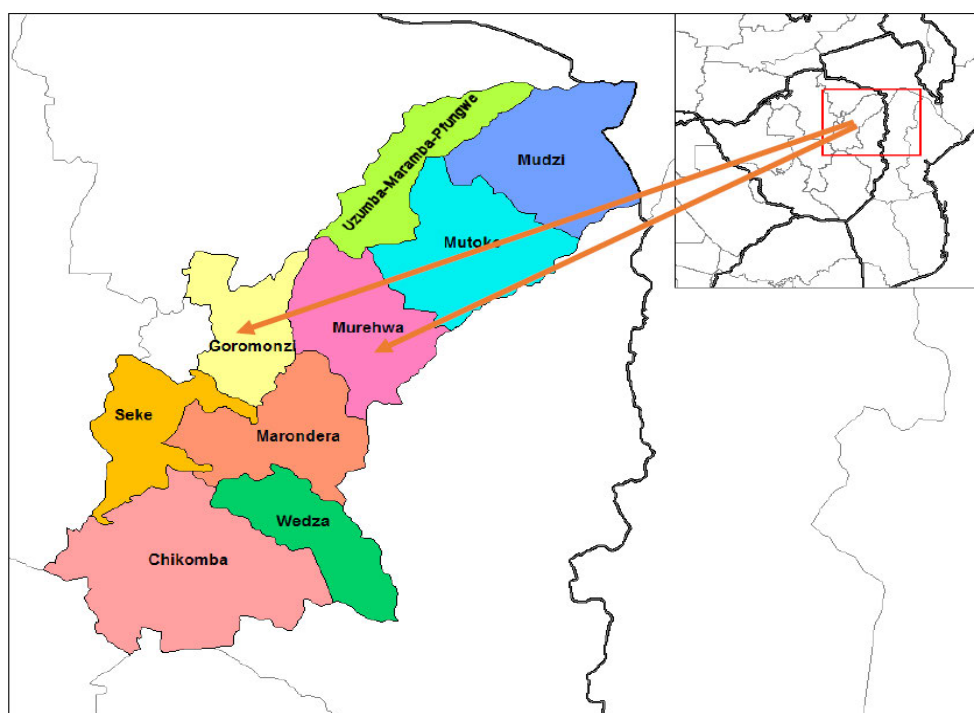 Uzumba-Maramba-Pfungwe
Mudzi
Mutoko
Murehwa
Goromonzi
Seke
Marondera
Wedza
Chikomba